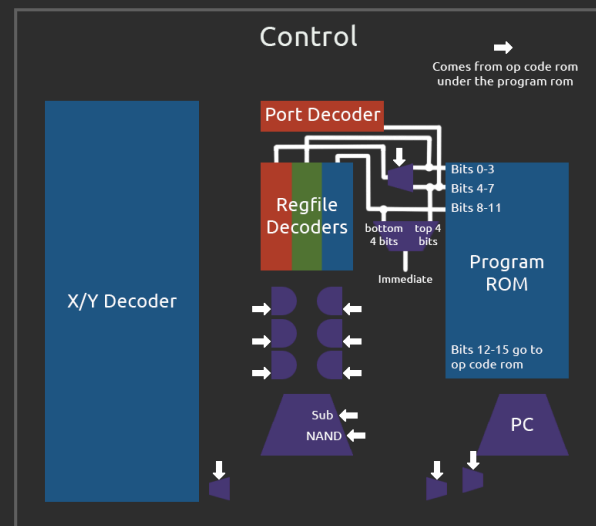 Control
Comes from op code rom
under the program rom
Port Decoder
Bits 0-3
Bits 4-7
Bits 8-11
Regfile
Decoders
bottom
4 bits
top 4
bits
Immediate
Program
ROM
X/Y Decoder
Bits 12-15 go to
op code rom
Sub
NAND
PC